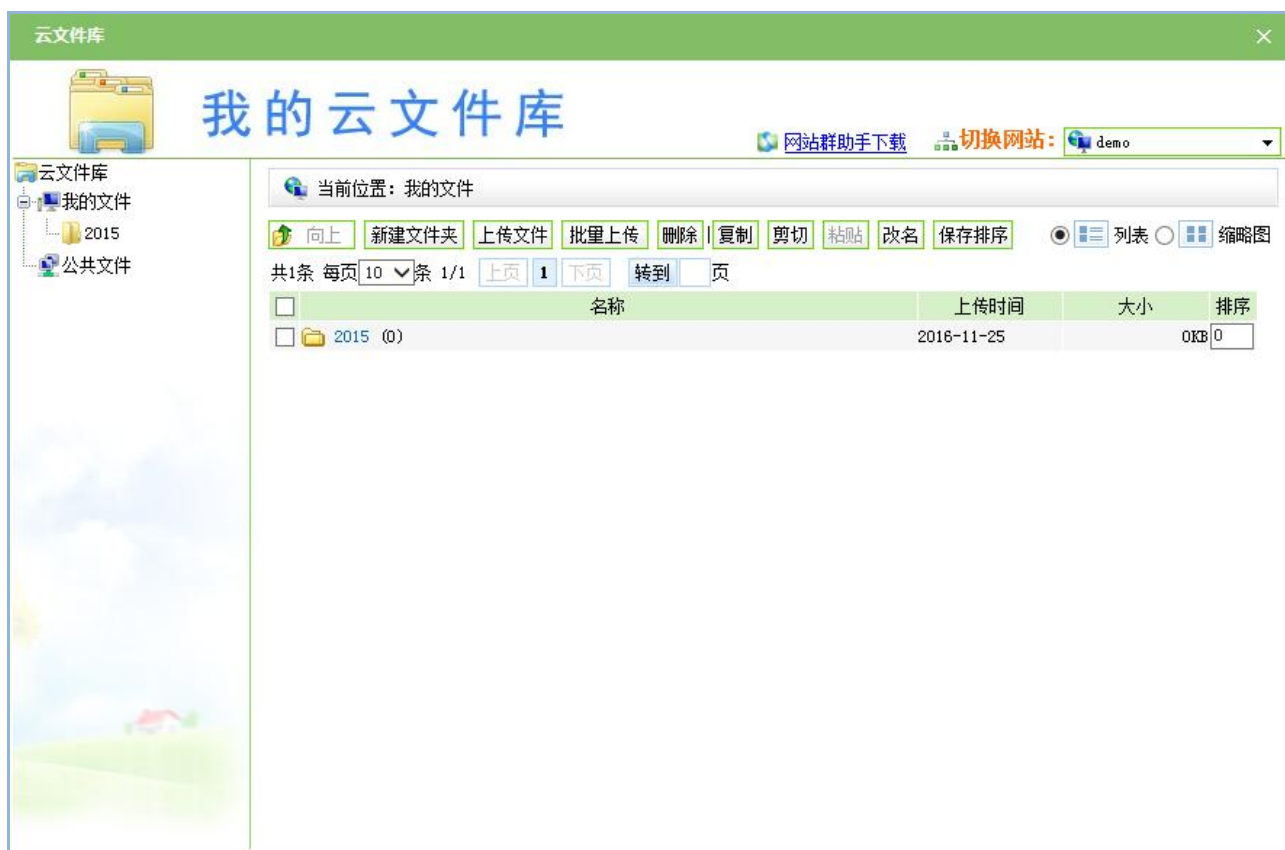 云文件库
我的云文件库
网站群助手下载 切换网站： demo
云文件库
我的文件
2015
公共文件
当前位置：我的文件
向上 新建文件夹 上传文件 批量上传 删除 | 复制 剪切 粘贴 改名 保存排序 列表 缩略图
共1条 每页 10 条 1/1 上页 1 下页 转到 页
名称 上传时间 大小 排序
2015 (0) 2016-11-25 0KB 0